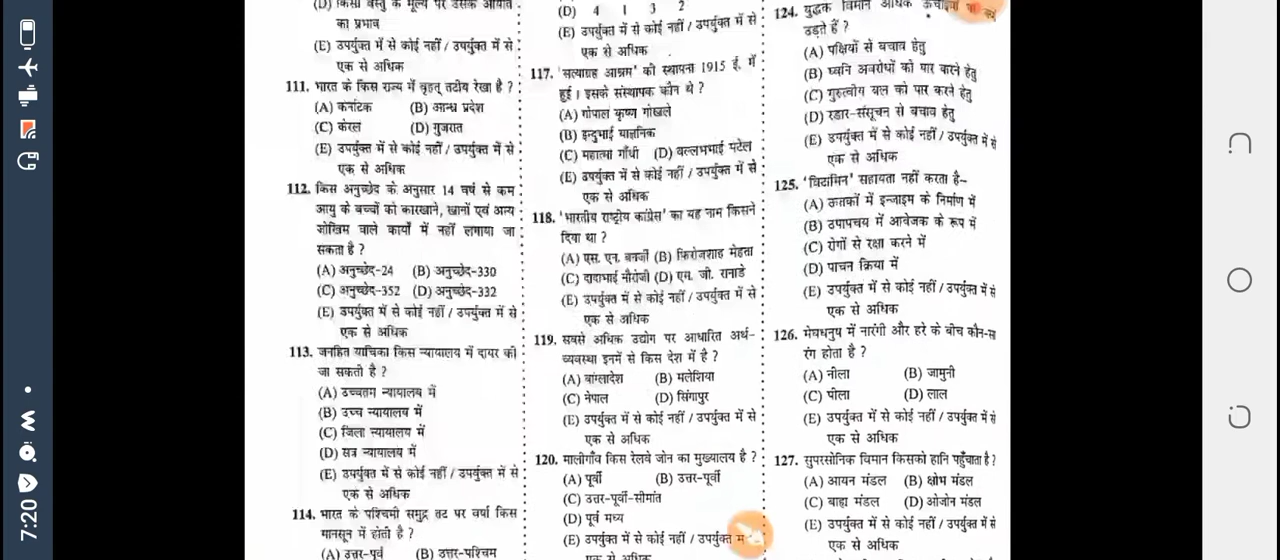 (D) किसी वस्तु के मूल्य पर उसके आयात
का प्रभाव
(E) उपर्युक्त में से कोई नहीं / उपर्युक्त में से
एक से अधिक
111. भारत के किस राज्य में वृहत् तटीय रेखा है ?
(A) कर्नाटक (B) आन्ध्र प्रदेश
(C) केरल (D) गुजरात
(E) उपर्युक्त में से कोई नहीं / उपर्युक्त में से
एक से अधिक
112. किस अनुच्छेद के अनुसार 14 वर्ष से कम
आयु के बच्चों को कारखाने, खानों एवं अन्य
जोखिम वाले कार्यों में नहीं लगाया जा
सकता है ?
(A) अनुच्छेद-24 (B) अनुच्छेद-330
(C) अनुच्छेद-352 (D) अनुच्छेद-332
(E) उपर्युक्त में से कोई नहीं / उपर्युक्त में से
एक से अधिक
113. जनहित याचिका किस न्यायालय में दायर की
जा सकती है ?
(A) उच्चतम न्यायालय में
(B) उच्च न्यायालय में
(C) जिला न्यायालय में
(D) सत्र न्यायालय में
(E) उपर्युक्त में से कोई नहीं / उपर्युक्त में से
एक से अधिक
114. भारत के पश्चिमी समुद्र तट पर वर्षा किस
मानसून में होती है ?
(A) उत्तर-पूर्व (B) उत्तर-पश्चिम
(D) 4 1 3 2
(E) उपर्युक्त में से कोई नहीं / उपर्युक्त में से
एक से अधिक
117. 'सत्याग्रह आश्रम' की स्थापना 1915 ई. में
हुई । इसके संस्थापक कौन थे ?
(A) गोपाल कृष्ण गोखले
(B) इन्दुभाई याज्ञनिक
(C) महात्मा गाँधी (D) वल्लभभाई पटेल
(E) उपर्युक्त में से कोई नहीं / उपर्युक्त में से
एक से अधिक
118. 'भारतीय राष्ट्रीय कांग्रेस' का यह नाम किसने
दिया था ?
(A) एस. एन. बनर्जी (B) फिरोजशाह मेहता
(C) दादाभाई नौरोजी (D) एम. जी. रानाडे
(E) उपर्युक्त में से कोई नहीं / उपर्युक्त में से
एक से अधिक
119. सबसे अधिक उद्योग पर आधारित अर्थ-
व्यवस्था इनमें से किस देश में है ?
(A) बांग्लादेश (B) मलेशिया
(C) नेपाल (D) सिंगापुर
(E) उपर्युक्त में से कोई नहीं / उपर्युक्त में से
एक से अधिक
120. मालीगाँव किस रेलवे जोन का मुख्यालय है ?
(A) पूर्वी (B) उत्तर-पूर्वी
(C) उत्तर-पूर्वी-सीमांत
(D) पूर्व मध्य
(E) उपर्युक्त में से कोई नहीं / उपर्युक्त
एक से अधिक
124. युद्धक विमान अधिक ऊँचाइयों पर क्यों
उड़ते हैं ?
(A) पक्षियों से बचाव हेतु
(B) ध्वनि अवरोधों को पार करने हेतु
(C) गुरुत्वीय बल को पार करने हेतु
(D) रडार-संसूचन से बचाव हेतु
(E) उपर्युक्त में से कोई नहीं / उपर्युक्त में से
एक से अधिक
125. 'विटामिन' सहायता नहीं करता है-
(A) ऊतकों में इन्जाइम के निर्माण में
(B) उपापचय में आवेजक के रूप में
(C) रोगों से रक्षा करने में
(D) पाचन क्रिया में
(E) उपर्युक्त में से कोई नहीं / उपर्युक्त में से
एक से अधिक
126. मेघधनुष में नारंगी और हरे के बीच कौन-स
रंग होता है ?
(A) नीला (B) जामुनी
(C) पीला (D) लाल
(E) उपर्युक्त में से कोई नहीं / उपर्युक्त में से
एक से अधिक
127. सुपरसोनिक विमान किसको हानि पहुँचाता है ?
(A) आयन मंडल (B) क्षोभ मंडल
(C) बाह्य मंडल (D) ओजोन मंडल
(E) उपर्युक्त में से कोई नहीं / उपर्युक्त में से
एक से अधिक
7:20